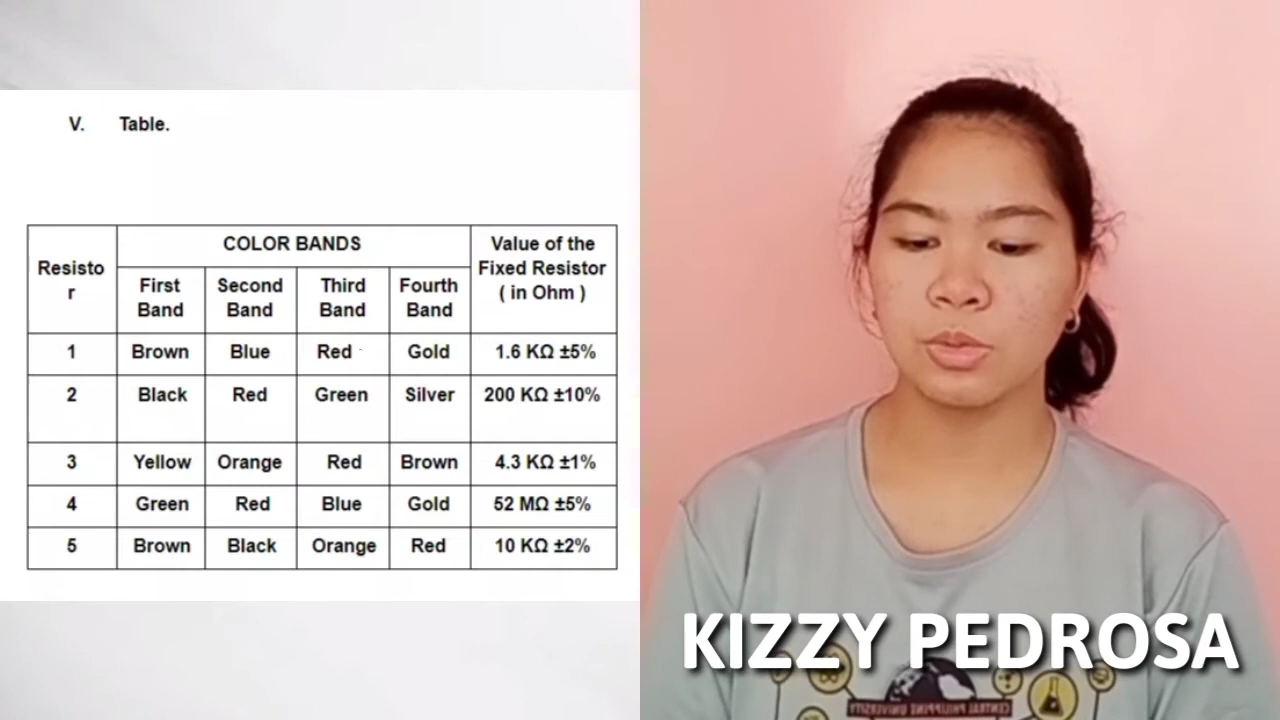 V. Table.
Resisto
r
COLOR BANDS
Value of the
Fixed Resistor
( in Ohm )
First
Band
Second
Band
Third
Band
Fourth
Band
1 Brown Blue Red Gold 1.6 KΩ ±5%
2 Black Red Green Silver 200 KΩ ±10%
3 Yellow Orange Red Brown 4.3 KΩ ±1%
4 Green Red Blue Gold 52 MΩ ±5%
5 Brown Black Orange Red 10 KΩ ±2%
KIZZY PEDROSA
CENTRAL PHILIPPINE UNIVERSITY